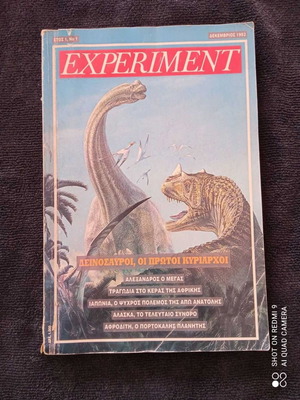 ΕΤΟΣ 1, Νο 1
ΔΕΚΕΜΒΡΙΟΣ 1992
EXPERIMENT
ΔΕΙΝΟΣΑΥΡΟΙ, ΟΙ ΠΡΩΤΟΙ ΚΥΡΙΑΡΧΟΙ
ΑΛΕΞΑΝΔΡΟΣ Ο ΜΕΓΑΣ
ΤΡΑΓΩΔΙΑ ΣΤΟ ΚΕΡΑΣ ΤΗΣ ΑΦΡΙΚΗΣ
ΙΑΠΩΝΙΑ, Ο ΨΥΧΡΟΣ ΠΟΛΕΜΟΣ ΤΗΣ ΑΠΩ ΑΝΑΤΟΛΗΣ
ΑΛΑΣΚΑ, ΤΟ ΤΕΛΕΥΤΑΙΟ ΣΥΝΟΡΟ
ΑΦΡΟΔΙΤΗ, Ο ΠΟΡΤΟΚΑΛΗΣ ΠΛΑΝΗΤΗΣ
SHOT ON REDMI 9
AI QUAD CAMERA